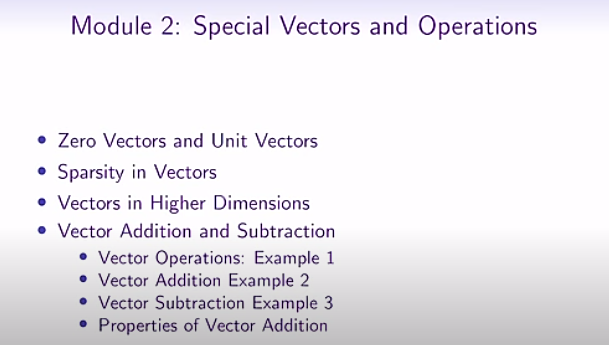 Module 2: Special Vectors and Operations
Zero Vectors and Unit Vectors
Sparsity in Vectors
Vectors in Higher Dimensions
Vector Addition and Subtraction
Vector Operations: Example 1
Vector Addition Example 2
Vector Subtraction Example 3
Properties of Vector Addition